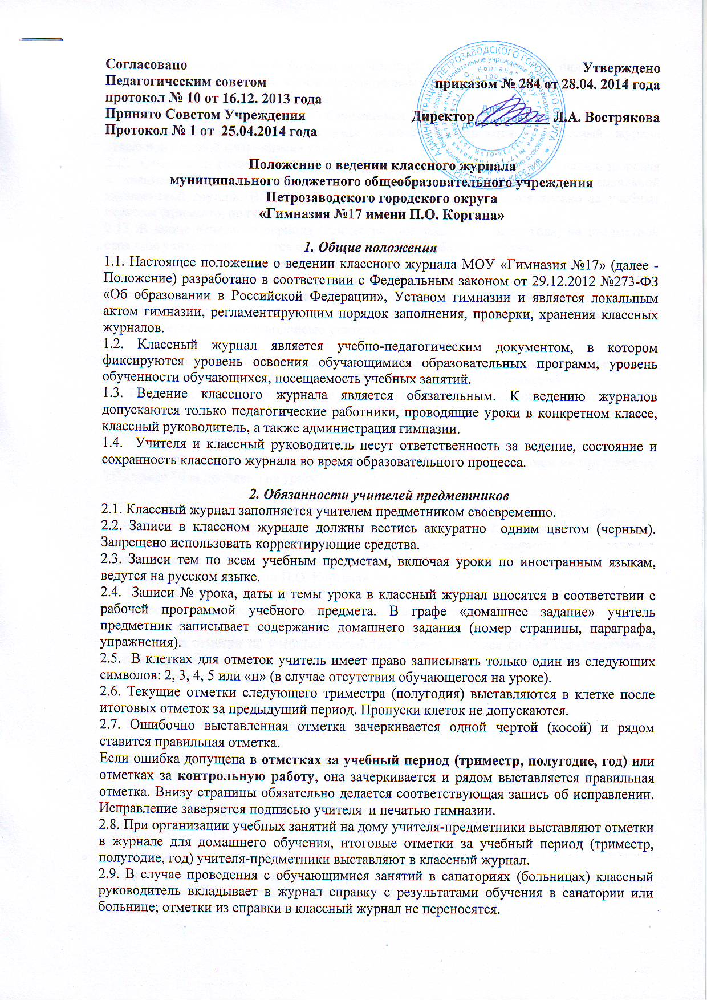 Согласовано
Педагогическим советом
протокол № 10 от 16.12. 2013 года
Принято Советом Учреждения
Протокол № 1 от 25.04.2014 года
Утверждено
приказом № 284 от 28.04. 2014 года
Директор Л.А. Вострякова
Для
документов
РЕСПУБЛИКА КАРЕЛИЯ
Положение о ведении классного журнала
муниципального бюджетного общеобразовательного учреждения
Петрозаводского городского округа
«Гимназия №17 имени П.О. Коргана»
1. Общие положения
1.1. Настоящее положение о ведении классного журнала МОУ «Гимназия №17» (далее -
Положение) разработано в соответствии с Федеральным законом от 29.12.2012 №273-ФЗ
«Об образовании в Российской Федерации», Уставом гимназии и является локальным
актом гимназии, регламентирующим порядок заполнения, проверки, хранения классных
журналов.
1.2. Классный журнал является учебно-педагогическим документом, в котором
фиксируются уровень освоения обучающимися образовательных программ, уровень
обученности обучающихся, посещаемость учебных занятий.
1.3. Ведение классного журнала является обязательным. К ведению журналов
допускаются только педагогические работники, проводящие уроки в конкретном классе,
классный руководитель, а также администрация гимназии.
1.4. Учителя и классный руководитель несут ответственность за ведение, состояние и
сохранность классного журнала во время образовательного процесса.
2. Обязанности учителей предметников
2.1. Классный журнал заполняется учителем предметником своевременно.
2.2. Записи в классном журнале должны вестись аккуратно одним цветом (черным).
Запрещено использовать корректирующие средства.
2.3. Записи тем по всем учебным предметам, включая уроки по иностранным языкам,
ведутся на русском языке.
2.4. Записи № урока, даты и темы урока в классный журнал вносятся в соответствии с
рабочей программой учебного предмета. В графе «домашнее задание» учитель
предметник записывает содержание домашнего задания (номер страницы, параграфа,
упражнения).
2.5. В клетках для отметок учитель имеет право записывать только один из следующих
символов: 2, 3, 4, 5 или «н» (в случае отсутствия обучающегося на уроке).
2.6. Текущие отметки следующего триместра (полугодия) выставляются в клетке после
итоговых отметок за предыдущий период. Пропуски клеток не допускаются.
2.7. Ошибочно выставленная отметка зачеркивается одной чертой (косой) и рядом
ставится правильная отметка.
Если ошибка допущена в отметках за учебный период (триместр, полугодие, год) или
отметках за контрольную работу, она зачеркивается и рядом выставляется правильная
отметка. Внизу страницы обязательно делается соответствующая запись об исправлении.
Исправление заверяется подписью учителя и печатью гимназии.
2.8. При организации учебных занятий на дому учителя-предметники выставляют отметки
в журнале для домашнего обучения, итоговые отметки за учебный период (триместр,
полугодие, год) учителя-предметники выставляют в классный журнал.
2.9. В случае проведения с обучающимися занятий в санаториях (больницах) классный
руководитель вкладывает в журнал справку с результатами обучения в санатории или
больнице; отметки из справки в классный журнал не переносятся.